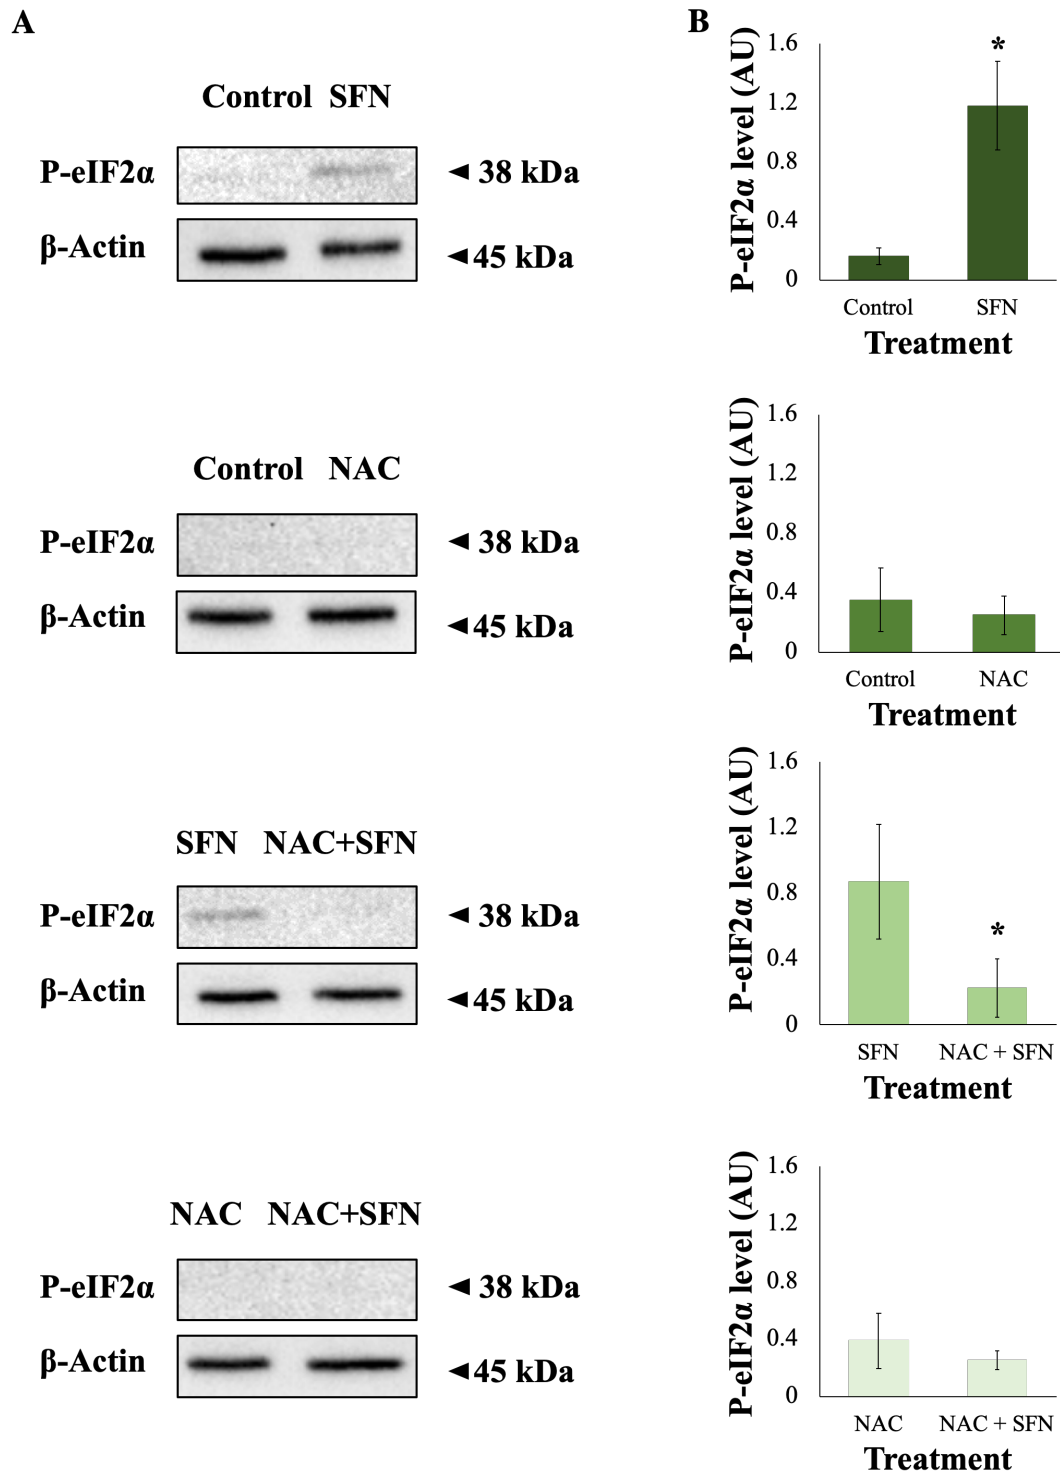 A
Control SFN
P-eIF2α ◄ 38 kDa
β-Actin ◄ 45 kDa
Control NAC
P-eIF2α ◄ 38 kDa
β-Actin ◄ 45 kDa
SFN NAC+SFN
P-eIF2α ◄ 38 kDa
β-Actin ◄ 45 kDa
NAC NAC+SFN
P-eIF2α ◄ 38 kDa
β-Actin ◄ 45 kDa
B
P-eIF2α level (AU)
1.6
1.2
0.8
0.4
0
*
Control SFN
Treatment
P-eIF2α level (AU)
1.6
1.2
0.8
0.4
0
Control NAC
Treatment
P-eIF2α level (AU)
1.6
1.2
0.8
0.4
0
*
SFN NAC + SFN
Treatment
P-eIF2α level (AU)
1.6
1.2
0.8
0.4
0
NAC NAC + SFN
Treatment